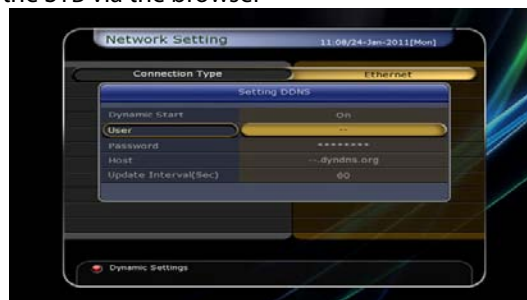 the STB via the browser
Network Setting 11:08/24-Jan-2011[Mon]
Connection Type Ethernet
Setting DDNS
Dynamic Start On
User --
Password ********
Host --.dyndns.org
Update Interval(Sec) 60
Dynamic Settings